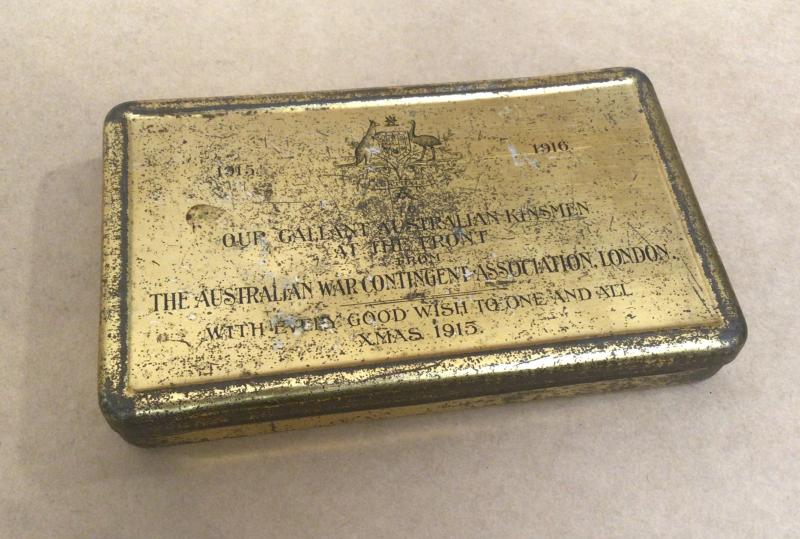 1915
1916
OUR GALLANT AUSTRALIAN KINSMEN
AT THE FRONT
FROM
THE AUSTRALIAN WAR CONTINGENT ASSOCIATION, LONDON,
WITH EVERY GOOD WISH TO ONE AND ALL
XMAS 1915.